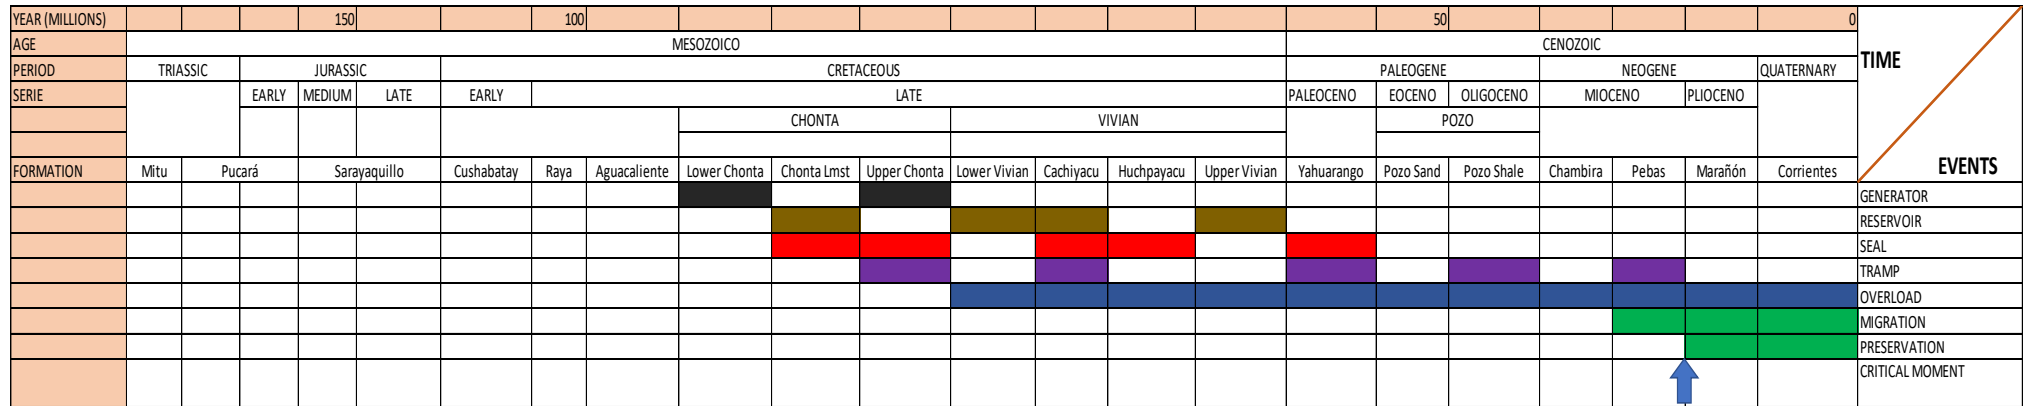 YEAR (MILLIONS) 150 100 50 0
AGE MESOZOICO CENOZOIC
TIME
PERIOD TRIASSIC JURASSIC CRETACEOUS PALEOGENE NEOGENE QUATERNARY
SERIE EARLY MEDIUM LATE EARLY LATE PALEOCENO EOCENO OLIGOCENO MIOCENO PLIOCENO
CHONTA VIVIAN POZO
FORMATION Mitu Pucará Sarayaquillo Cushabatay Raya Aguacaliente Lower Chonta Chonta Lmst Upper Chonta Lower Vivian Cachiyacu Huchpayacu Upper Vivian Yahuarango Pozo Sand Pozo Shale Chambira Pebas Marañón Corrientes
EVENTS
GENERATOR
RESERVOIR
SEAL
TRAMP
OVERLOAD
MIGRATION
PRESERVATION
CRITICAL MOMENT